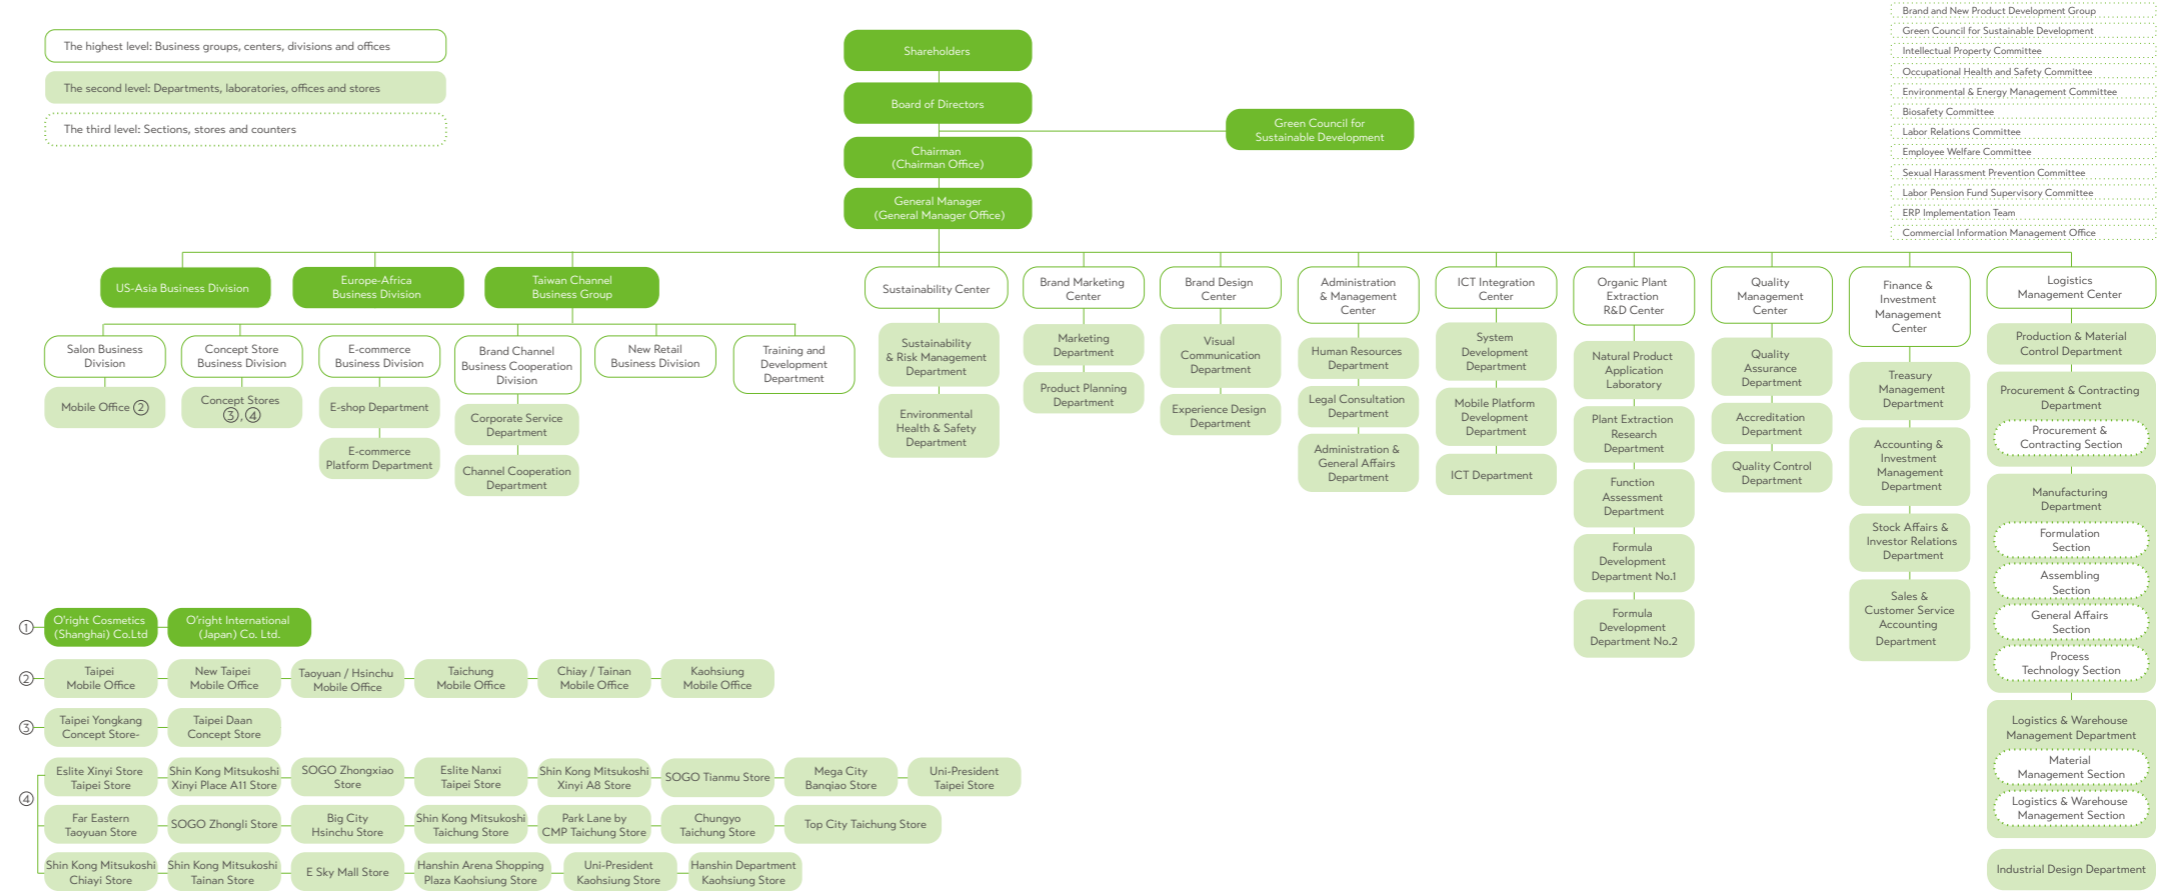 The highest level: Business groups, centers, divisions and offices
The second level: Departments, laboratories, offices and stores
The third level: Sections, stores and counters
Shareholders
Board of Directors
Green Council for
Sustainable Development
Chairman
(Chairman Office)
General Manager
(General Manager Office)
Brand and New Product Development Group
Green Council for Sustainable Development
Intellectual Property Committee
Occupational Health and Safety Committee
Environmental & Energy Management Committee
Biosafety Committee
Labor Relations Committee
Employee Welfare Committee
Sexual Harassment Prevention Committee
Labor Pension Fund Supervisory Committee
ERP Implementation Team
Commercial Information Management Office
US-Asia Business Division
Europe-Africa
Business Division
Taiwan Channel
Business Group
Salon Business
Division
Mobile Office ②
Concept Store
Business Division
Concept Stores
③, ④
E-commerce
Business Division
E-shop Department
E-commerce
Platform Department
Brand Channel
Business Cooperation
Division
Corporate Service
Department
Channel Cooperation
Department
New Retail
Business Division
Training and
Development
Department
Sustainability Center
Sustainability
& Risk Management
Department
Environmental
Health & Safety
Department
Brand Marketing
Center
Marketing
Department
Product Planning
Department
Brand Design
Center
Visual
Communication
Department
Experience Design
Department
Administration
& Management
Center
Human Resources
Department
Legal Consultation
Department
Administration &
General Affairs
Department
ICT Integration
Center
System
Development
Department
Mobile Platform
Development
Department
ICT Department
Organic Plant
Extraction
R&D Center
Natural Product
Application
Laboratory
Plant Extraction
Research
Department
Function
Assessment
Department
Formula
Development
Department No.1
Formula
Development
Department No.2
Quality
Management
Center
Quality
Assurance
Department
Accreditation
Department
Quality Control
Department
Finance &
Investment
Management
Center
Treasury
Management
Department
Accounting &
Investment
Management
Department
Stock Affairs &
Investor Relations
Department
Sales &
Customer Service
Accounting
Department
Logistics
Management Center
Production & Material
Control Department
Procurement & Contracting
Department
Procurement &
Contracting Section
Manufacturing
Department
Formulation
Section
Assembling
Section
General Affairs
Section
Process
Technology Section
Logistics & Warehouse
Management Department
Material
Management Section
Logistics & Warehouse
Management Section
Industrial Design Department
①
O'right Cosmetics
(Shanghai) Co.Ltd
O'right International
(Japan) Co. Ltd.
②
Taipei
Mobile Office
New Taipei
Mobile Office
Taoyuan / Hsinchu
Mobile Office
Taichung
Mobile Office
Chiay / Tainan
Mobile Office
Kaohsiung
Mobile Office
③
Taipei Yongkang
Concept Store-
Taipei Daan
Concept Store
④
Eslite Xinyi Store
Taipei Store
Shin Kong Mitsukoshi
Xinyi Place A11 Store
SOGO Zhongxiao
Store
Eslite Nanxi
Taipei Store
Shin Kong Mitsukoshi
Xinyi A8 Store
SOGO Tianmu Store
Mega City
Banqiao Store
Uni-President
Taipei Store
Far Eastern
Taoyuan Store
SOGO Zhongli Store
Big City
Hsinchu Store
Shin Kong Mitsukoshi
Taichung Store
Park Lane by
CMP Taichung Store
Chungyo
Taichung Store
Top City Taichung Store
Shin Kong Mitsukoshi
Chiayi Store
Shin Kong Mitsukoshi
Tainan Store
E Sky Mall Store
Hanshin Arena Shopping
Plaza Kaohsiung Store
Uni-President
Kaohsiung Store
Hanshin Department
Kaohsiung Store